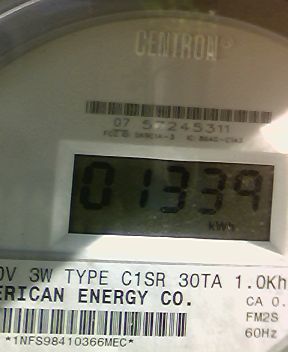 CENTRON®
07 57245311
01339
kWh
0V 3W TYPE C1SR 30TA 1.0Kh
ERICAN ENERGY CO.
CA 0.
FM2S
60Hz
*1NFS98410366MEC*